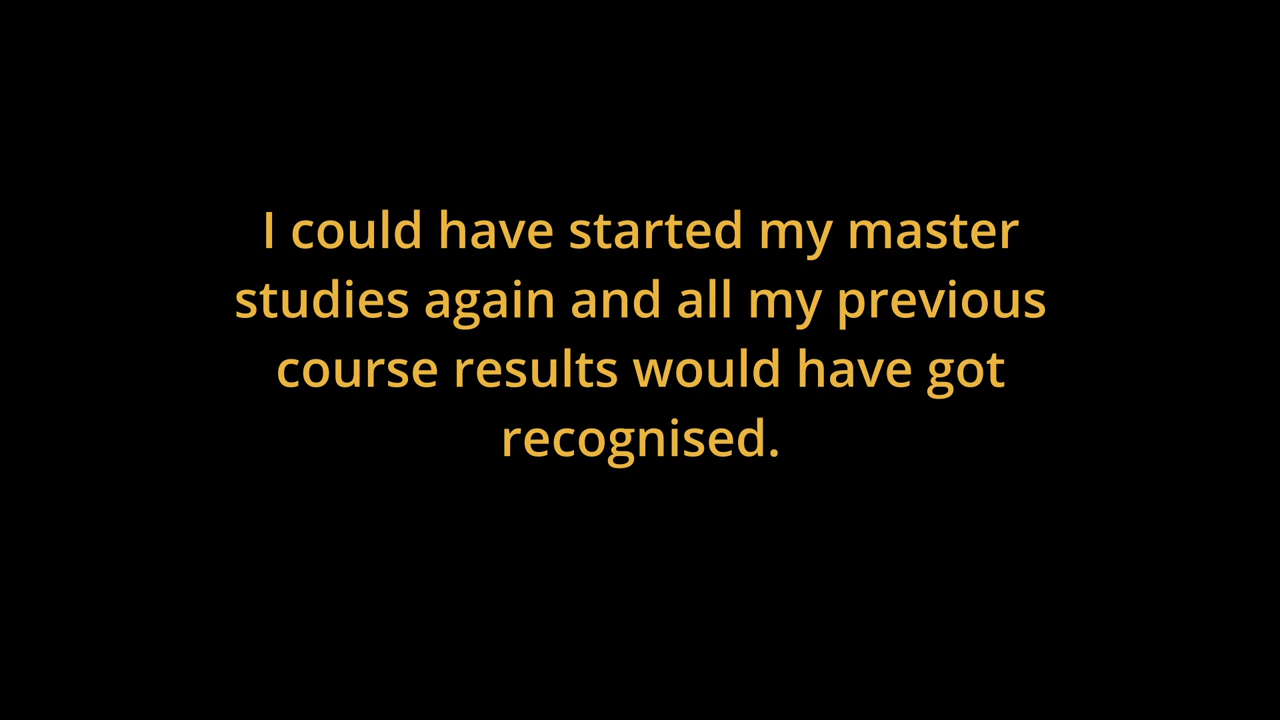 I could have started my master
studies again and all my previous
course results would have got
recognised.